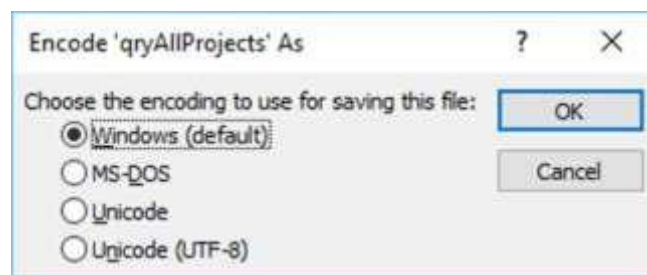 Encode 'qryAllProjects' As ? ×
Choose the encoding to use for saving this file: OK
Windows (default)
MS-DOS Cancel
Unicode
Unicode (UTF-8)